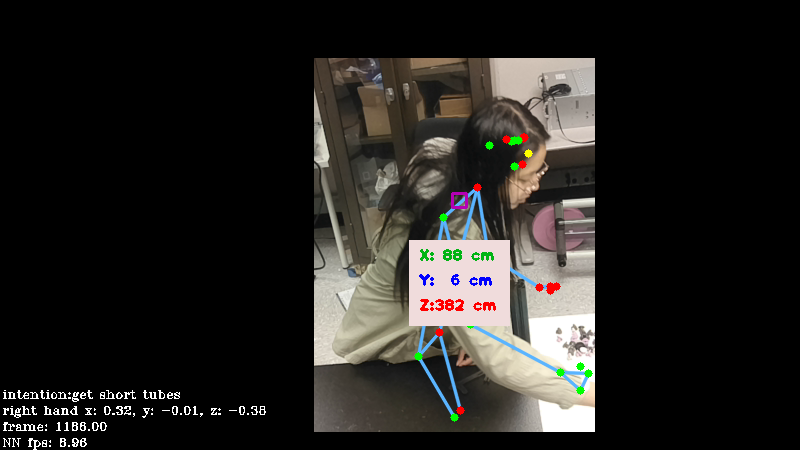 X: 88 cm
Y: 6 cm
Z:382 cm
intention:get short tubes
right hand x: 0.32, y: -0.01, z: -0.38
frame: 1186.00
NN fps: 8.96